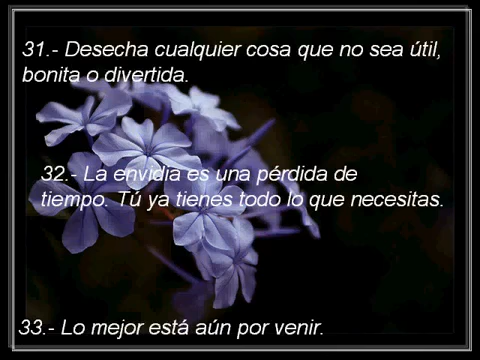 31.- Desecha cualquier cosa que no sea útil,
bonita o divertida.
32.- La envidia es una pérdida de
tiempo. Tú ya tienes todo lo que necesitas.
33.- Lo mejor está aún por venir.